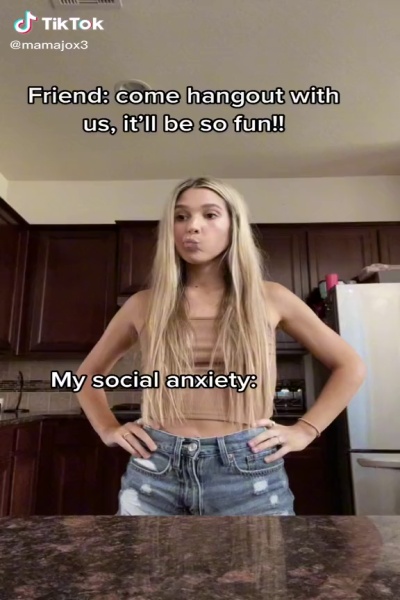 TikTok
@mamajox3
Friend: come hangout with
us, it'll be so fun!!
My social anxiety: